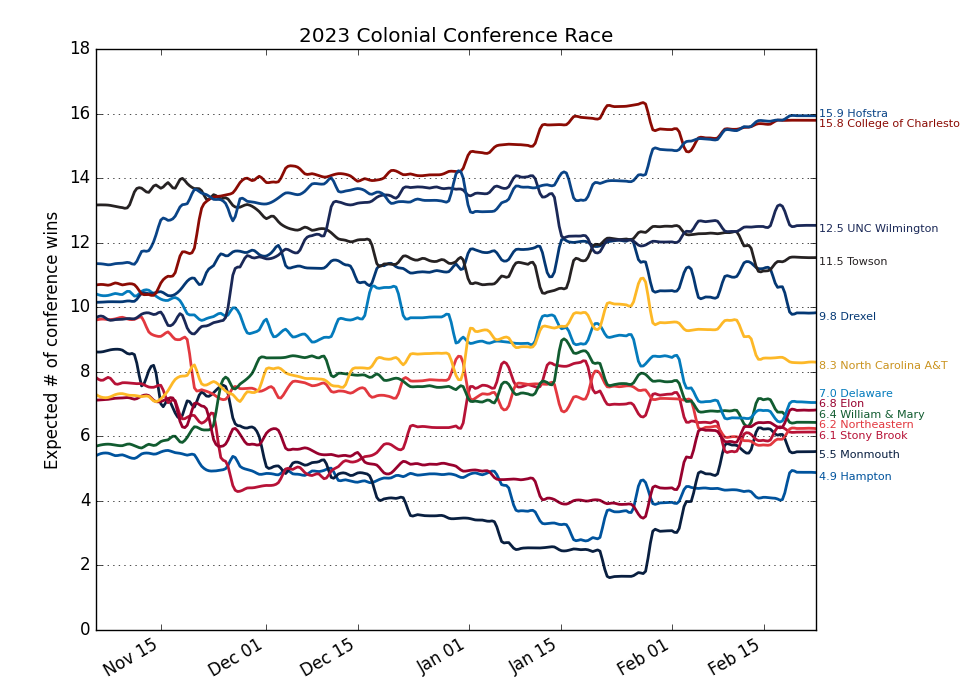 2023 Colonial Conference Race
Expected # of conference wins
18
16
14
12
10
8
6
4
2
0
Nov 15
Dec 01
Dec 15
Jan 01
Jan 15
Feb 01
Feb 15
15.9 Hofstra
15.8 College of Charlesto
12.5 UNC Wilmington
11.5 Towson
9.8 Drexel
8.3 North Carolina A&T
7.0 Delaware
6.8 Elon
6.4 William & Mary
6.2 Northeastern
6.1 Stony Brook
5.5 Monmouth
4.9 Hampton